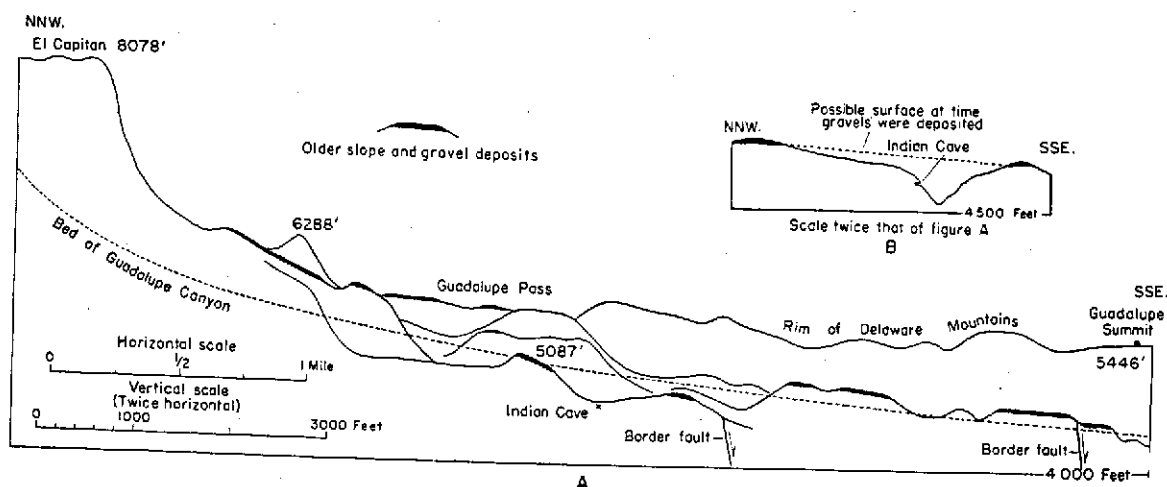 NNW.
El Capitan 8078'
Older slope and gravel deposits
Possible surface at time
gravels were deposited
NNW.
Indian Cave
SSE.
4500 Feet
Scale twice that of figure A
B
6288'
Bed of Guadalupe Canyon
Guadalupe Pass
Rim of Delaware Mountains
SSE.
Guadalupe
Summit
5446'
5087'
Horizontal scale
0 1/2 1 Mile
Vertical scale
(Twice horizontal)
0 1000 3000 Feet
Indian Cave
Border fault
Border fault
4000 Feet
A